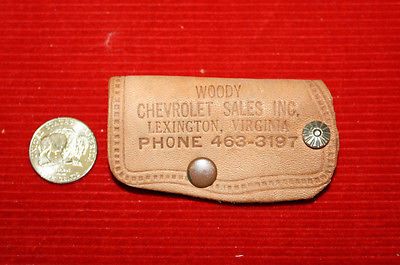 WOODY
CHEVROLET SALES INC.
LEXINGTON, VIRGINIA
PHONE 463-3197